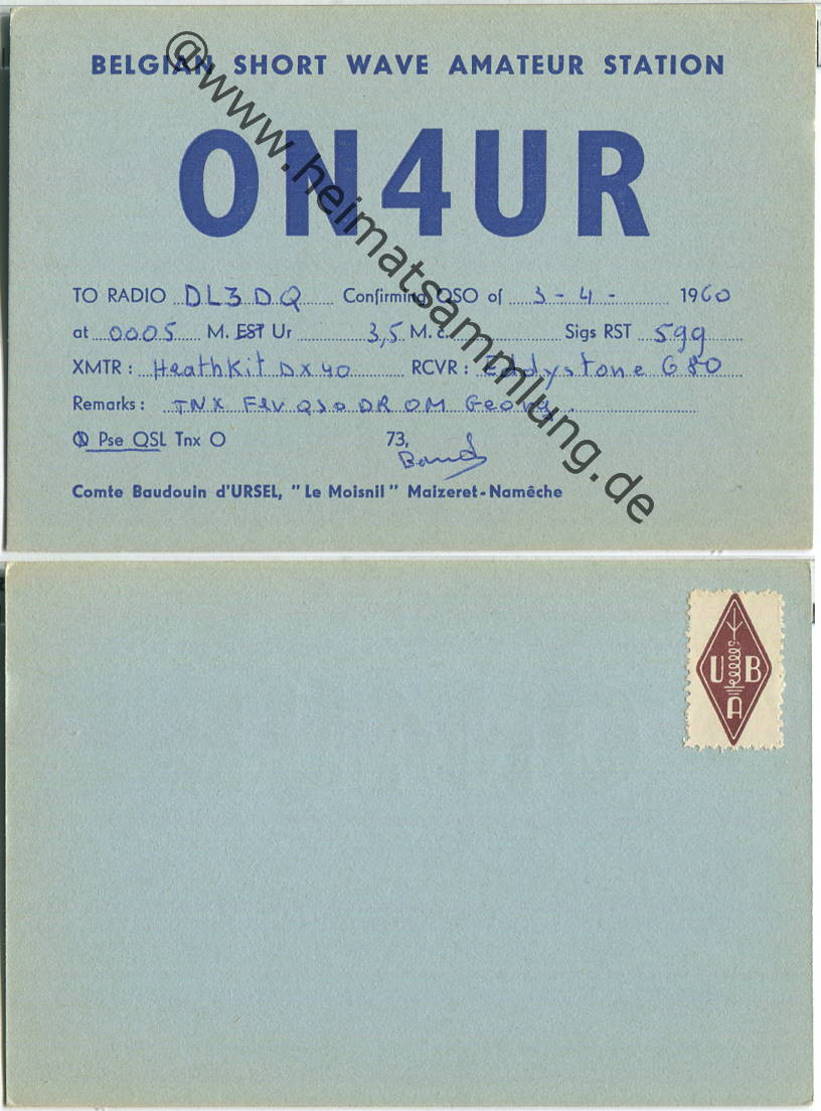 BELGIAN SHORT WAVE AMATEUR STATION
ON4UR
TO RADIO DL3DQ Confirming QSO of 3-4- 1960
at 0005 M. EST Ur 3,5 M. c. Sigs RST 599
XMTR: HeathKit DX40 RCVR: Eddystone 680
Remarks: TNX FER QSO DR OM Georg.
O Pse QSL Tnx O 73,
Comte Baudouin d'URSEL, "Le Moisnil" Maizeret-Namêche
@www.heimatsammlung.de
U B
A